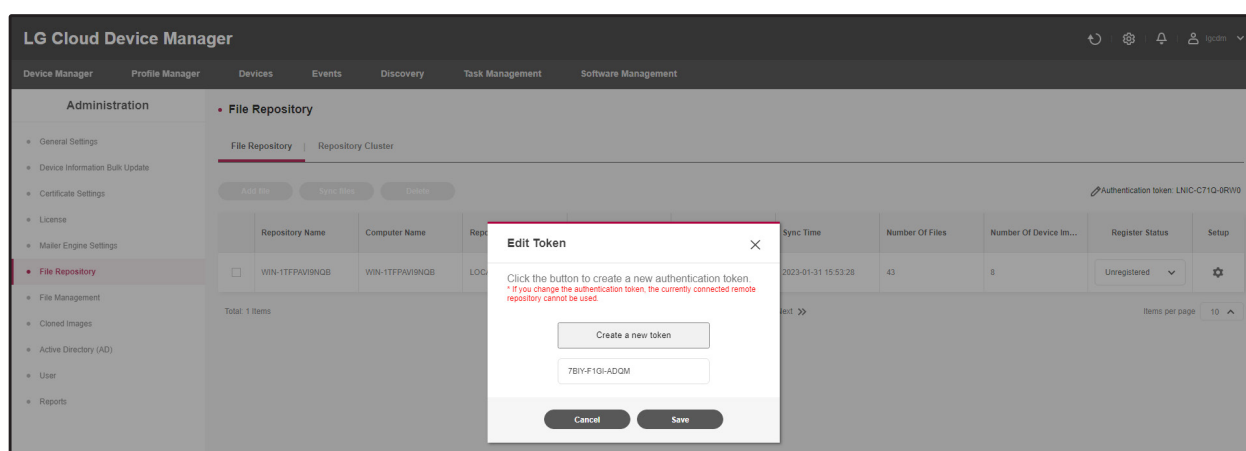 LG Cloud Device Manager
lgcdm
Device Manager Profile Manager Devices Events Discovery Task Management Software Management
Administration
General Settings
Device Information Bulk Update
Certificate Settings
License
Mailer Engine Settings
File Repository
File Management
Cloned Images
Active Directory (AD)
User
Reports
File Repository
File Repository | Repository Cluster
Add file Sync files Delete
Authentication token: LNIC-C71Q-0RW0
Repository Name Computer Name Repo Sync Time Number Of Files Number Of Device Im... Register Status Setup
WIN-1TFPAVI9NQB WIN-1TFPAVI9NQB LOCA 2023-01-31 15:53:28 43 8 Unregistered
Total: 1 Items
Items per page 10
Edit Token
Click the button to create a new authentication token.
* If you change the authentication token, the currently connected remote
repository cannot be used.
Create a new token
7BIY-F1GI-ADQM
Cancel Save